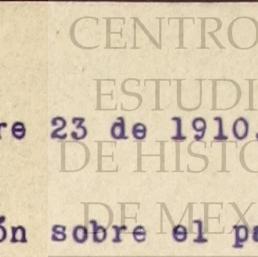 CENTRO
ESTUDI
re 23 de 1910.
DE HISTO
DE MEX
ón sobre el pa